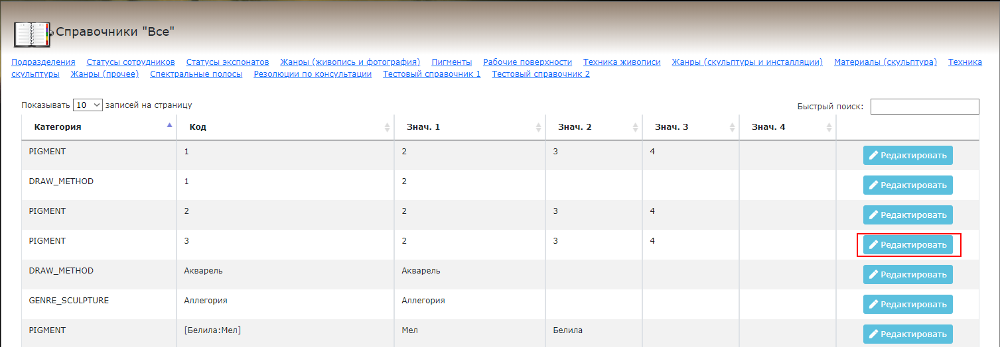 Справочники "Все"
Подразделения Статусы сотрудников Статусы экспонатов Жанры (живопись и фотография) Пигменты Рабочие поверхности Техника живописи Жанры (скульптуры и инсталляции) Материалы (скульптура) Техника
скульптуры Жанры (прочее) Спектральные полосы Резолюции по консультации Тестовый справочник 1 Тестовый справочник 2
Показывать 10 записей на страницу Быстрый поиск:
Категория Код Знач. 1 Знач. 2 Знач. 3 Знач. 4
PIGMENT 1 2 3 4 Редактировать
DRAW_METHOD 1 2 Редактировать
PIGMENT 2 2 3 4 Редактировать
PIGMENT 3 2 3 4 Редактировать
DRAW_METHOD Акварель Акварель Редактировать
GENRE_SCULPTURE Аллегория Аллегория Редактировать
PIGMENT [Белила:Мел] Мел Белила Редактировать